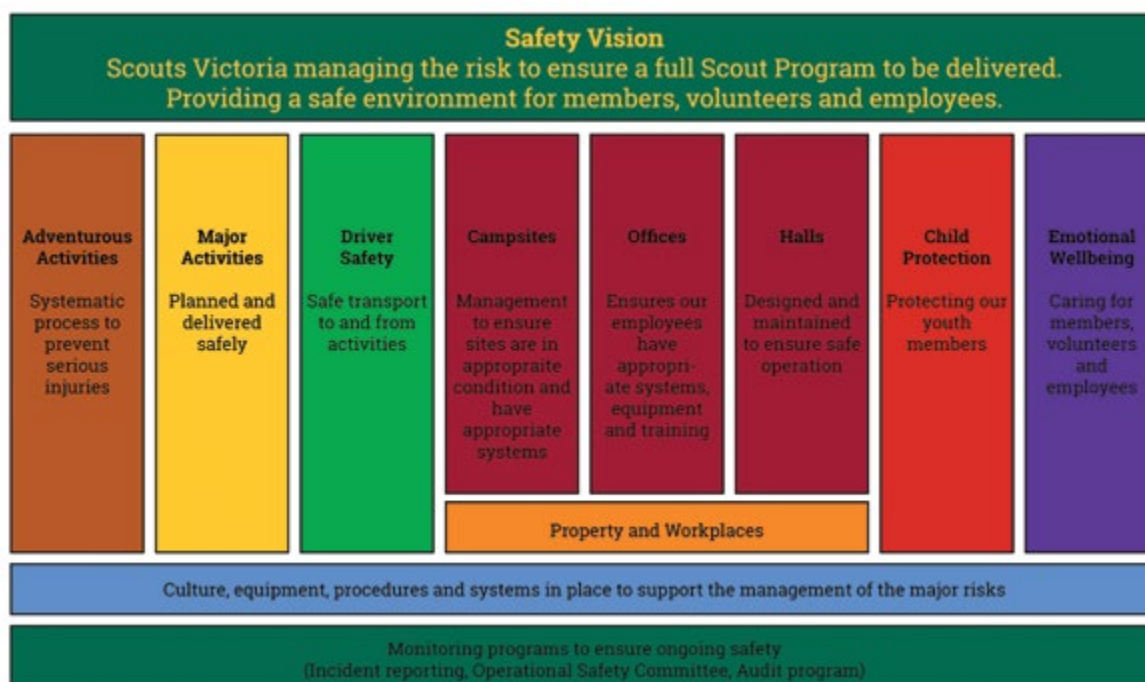 Safety Vision
Scouts Victoria managing the risk to ensure a full Scout Program to be delivered.
Providing a safe environment for members, volunteers and employees.
Adventurous
Activities
Systematic
process to
prevent
serious
injuries
Major
Activities
Planned and
delivered
safely
Driver
Safety
Safe transport
to and from
activities
Campsites
Management
to ensure
sites are in
appropraite
condition and
have
appropriate
systems
Offices
Ensures our
employees
have
appropri-
ate systems,
equipment
and training
Halls
Designed and
maintained
to ensure safe
operation
Property and Workplaces
Child
Protection
Protecting our
youth
members
Emotional
Wellbeing
Caring for
members,
volunteers
and
employees
Culture, equipment, procedures and systems in place to support the management of the major risks
Monitoring programs to ensure ongoing safety
(Incident reporting, Operational Safety Committee, Audit program)